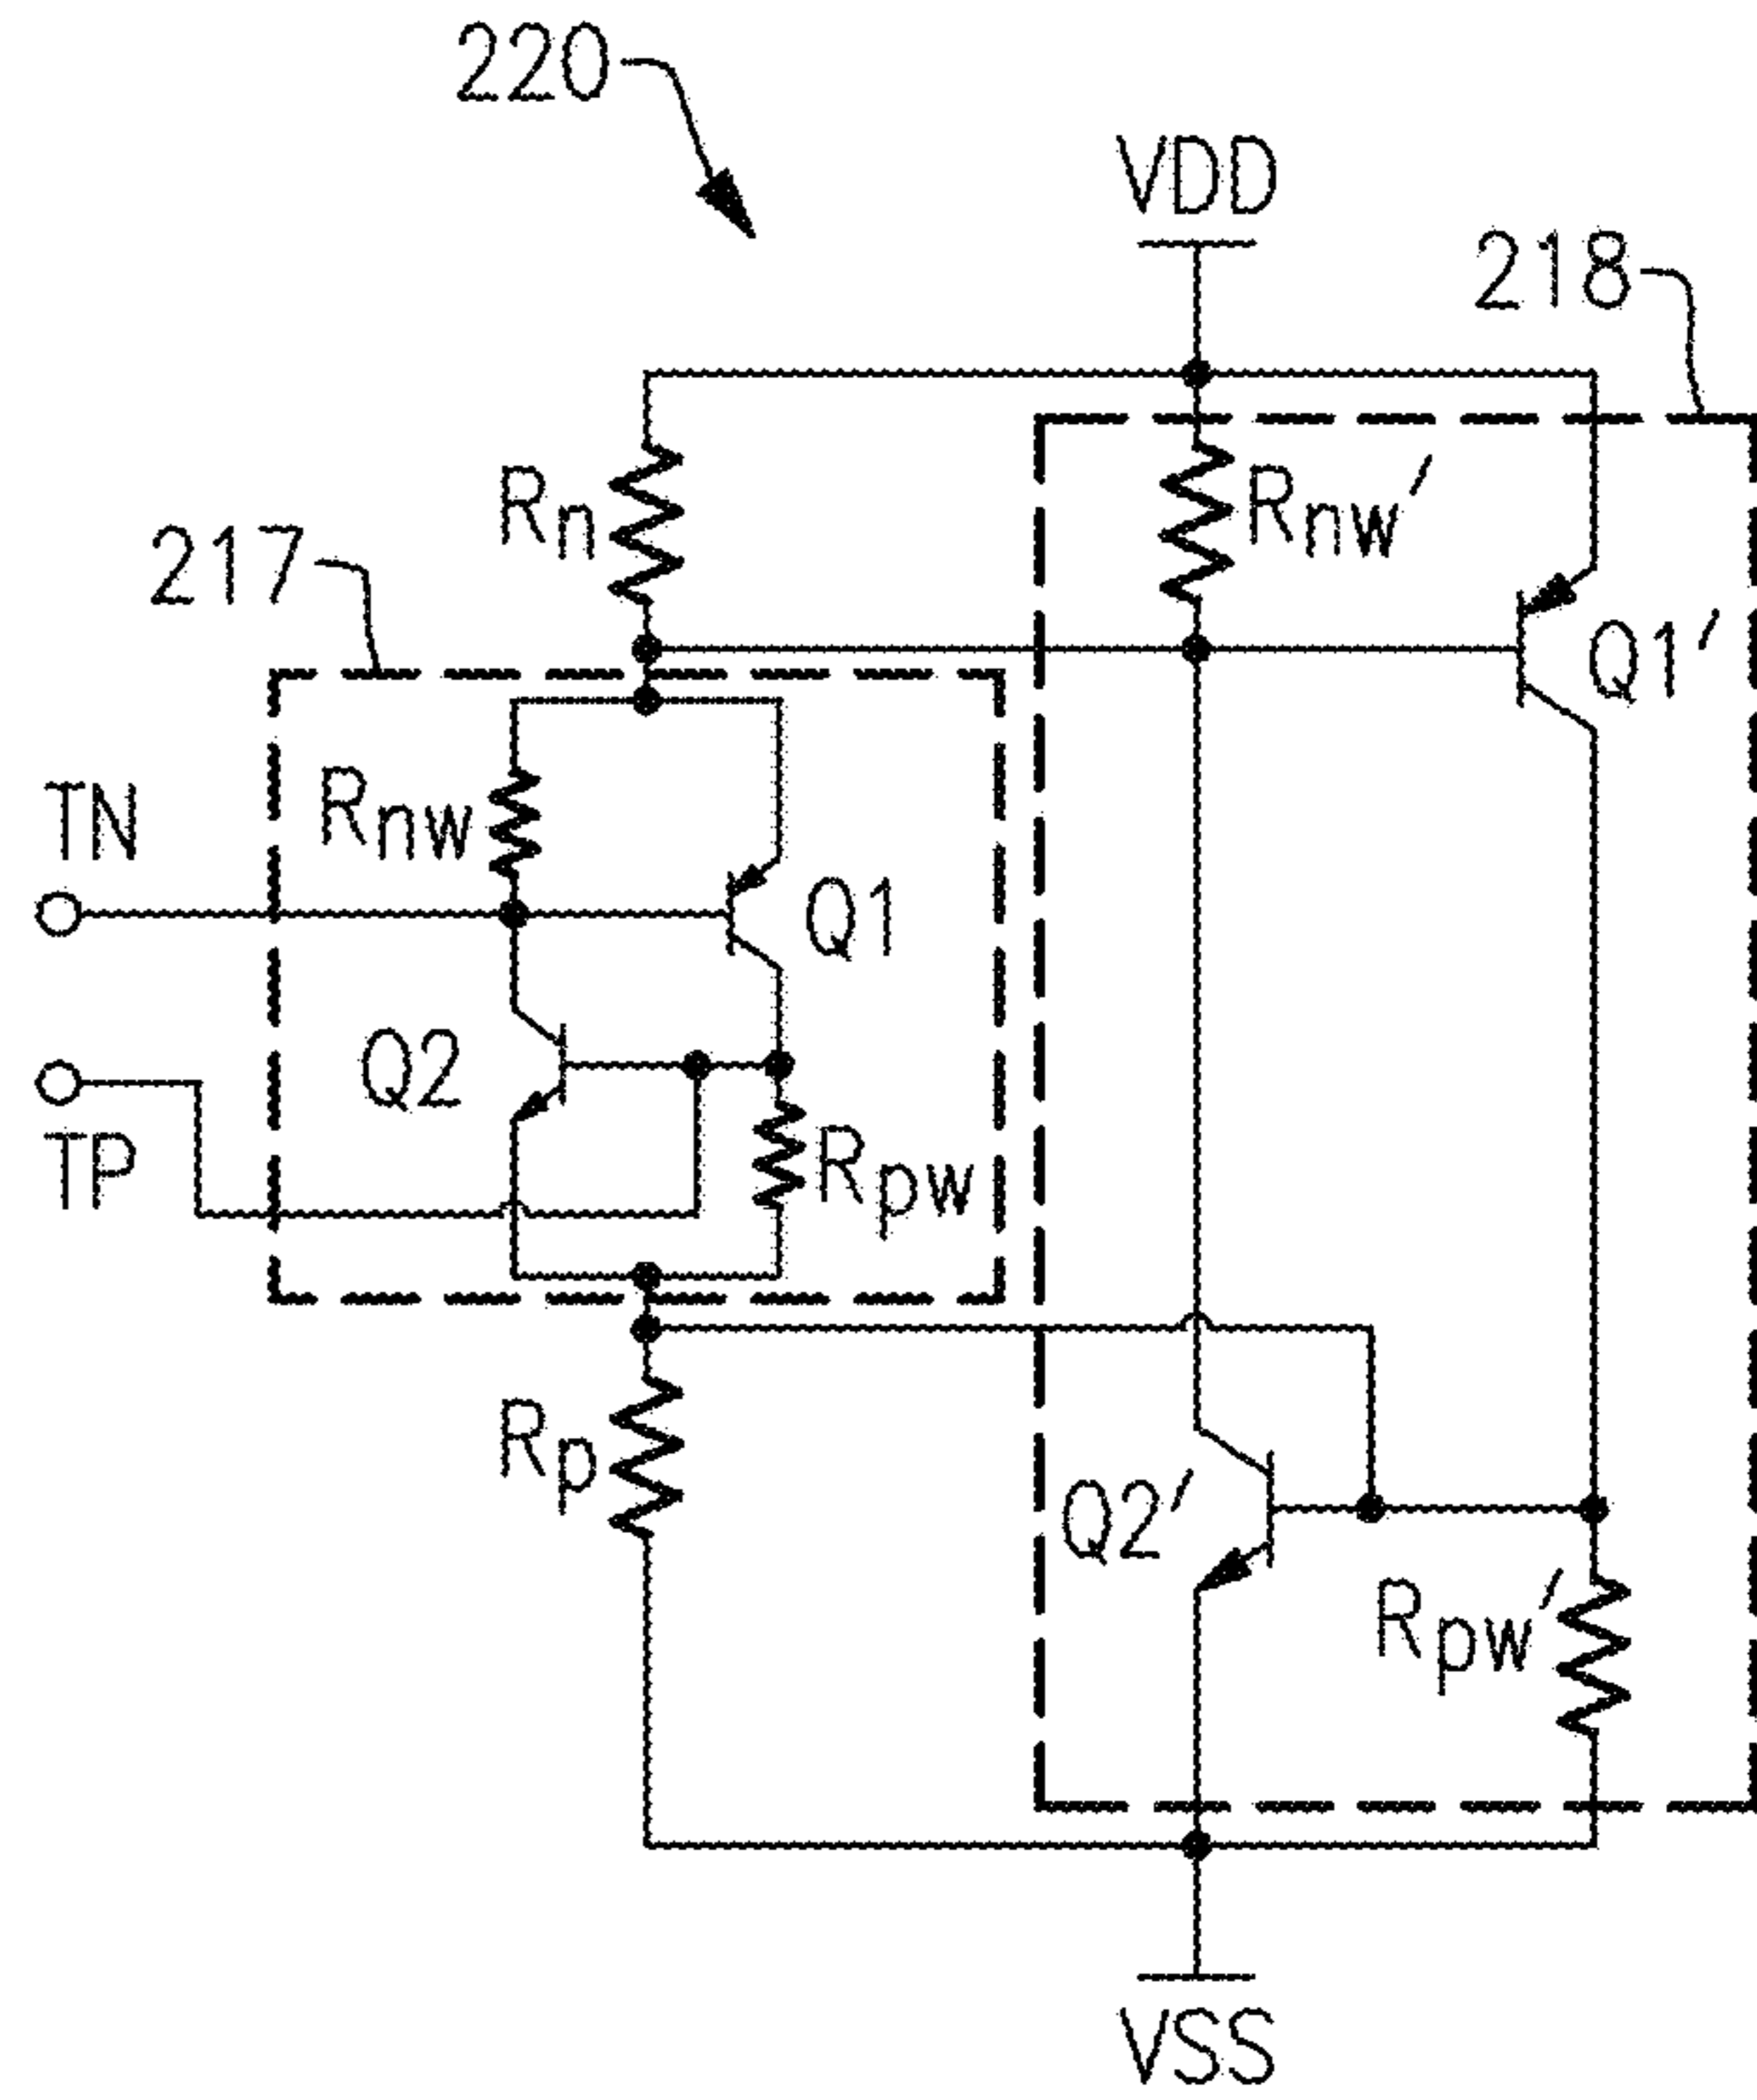 220
VDD
218
Rn
Rnw′
217
Q1′
TN
Rnw
Q1
Q2
TP
Rpw
Rp
Q2′
Rpw′
VSS